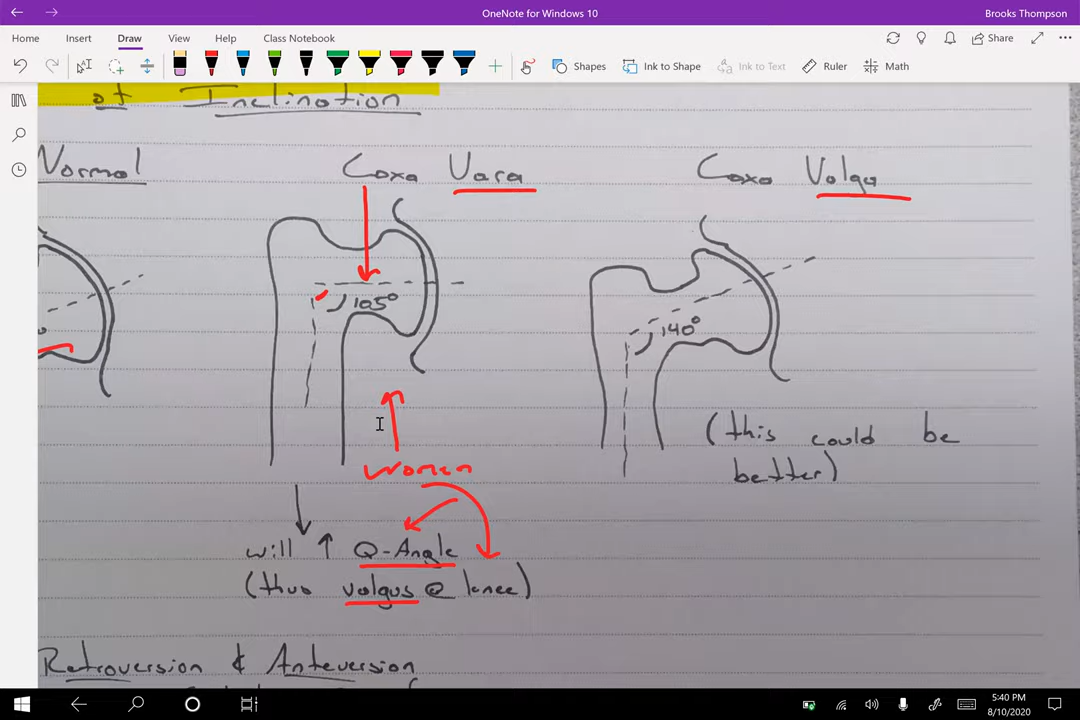 OneNote for Windows 10
Brooks Thompson
Home Insert Draw View Help Class Notebook
Share
Shapes Ink to Shape Ink to Text Ruler Math
of Inclination
Normal
Coxa Vara
Coxa Valga
105°
140°
Women
(this could be
better)
will ↑ Q-Angle
(thus valgus @ knee)
Retroversion & Anteversion
5:40 PM
8/10/2020